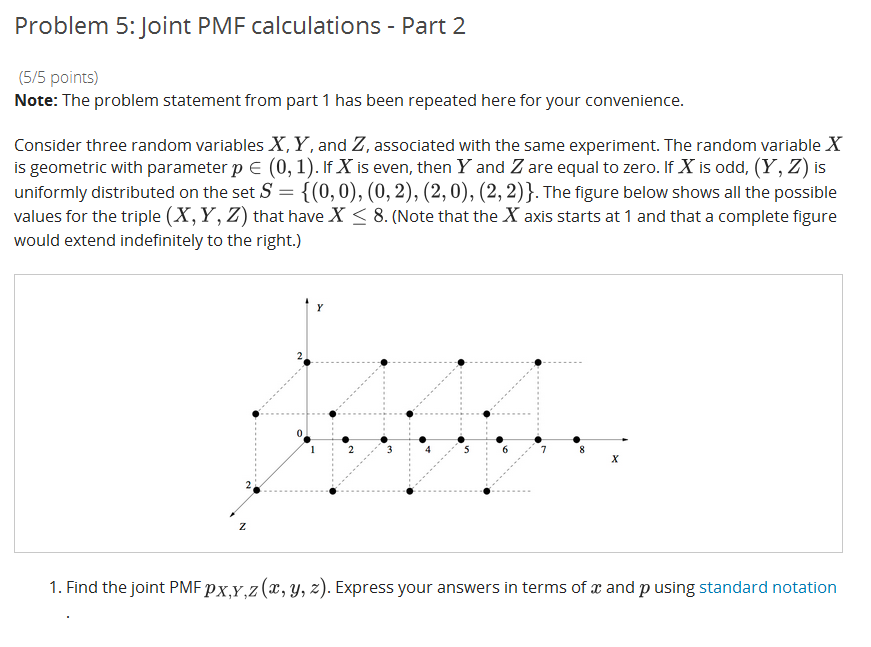 Problem 5: Joint PMF calculations - Part 2
(5/5 points)
Note: The problem statement from part 1 has been repeated here for your convenience.
Consider three random variables X, Y, and Z, associated with the same experiment. The random variable X
is geometric with parameter p ∈ (0, 1). If X is even, then Y and Z are equal to zero. If X is odd, (Y, Z) is
uniformly distributed on the set S = {(0, 0), (0, 2), (2, 0), (2, 2)}. The figure below shows all the possible
values for the triple (X, Y, Z) that have X ≤ 8. (Note that the X axis starts at 1 and that a complete figure
would extend indefinitely to the right.)
Y
2
0
1 2 3 4 5 6 7 8
X
2
Z
1. Find the joint PMF p_{X,Y,Z}(x, y, z). Express your answers in terms of x and p using standard notation
.